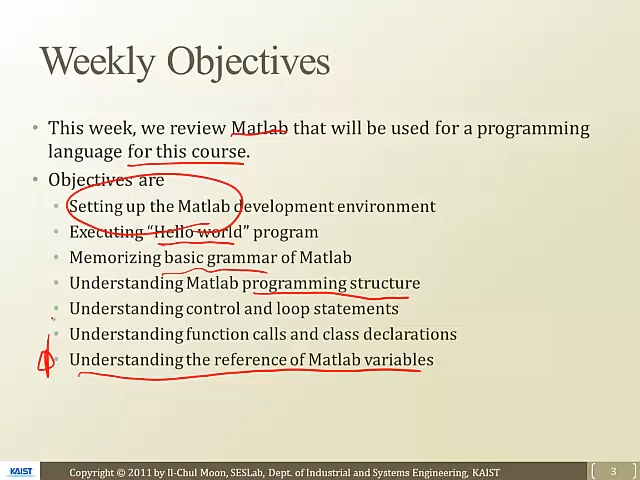 Weekly Objectives
• This week, we review Matlab that will be used for a programming
language for this course.
• Objectives are
• Setting up the Matlab development environment
• Executing “Hello world” program
• Memorizing basic grammar of Matlab
• Understanding Matlab programming structure
• Understanding control and loop statements
• Understanding function calls and class declarations
• Understanding the reference of Matlab variables
KAIST Copyright © 2011 by Il-Chul Moon, SESLab, Dept. of Industrial and Systems Engineering, KAIST 3